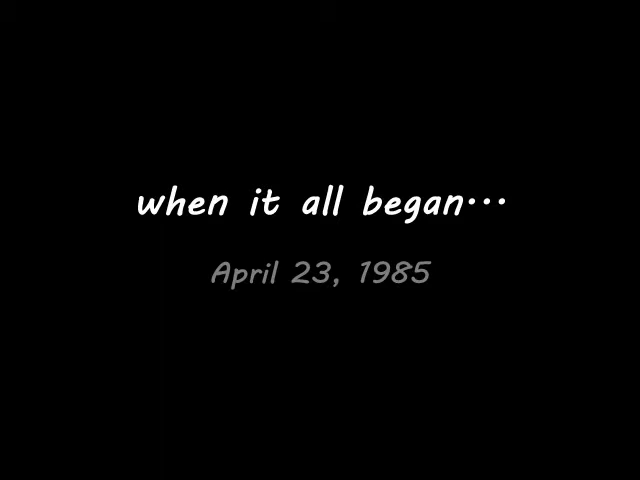 when it all began…
April 23, 1985